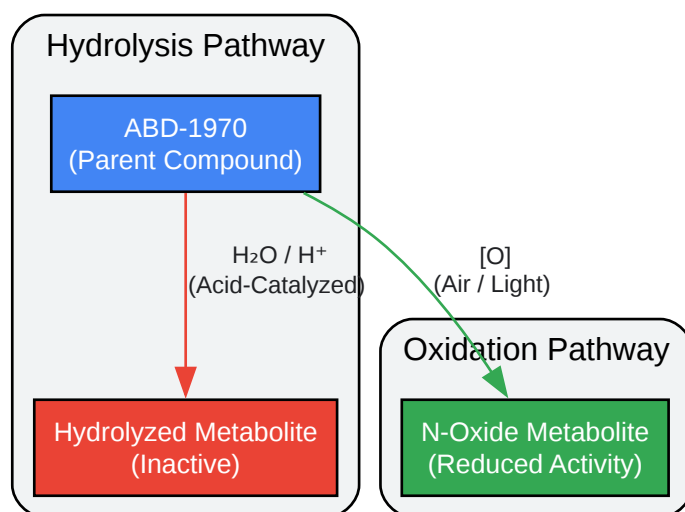 Hydrolysis Pathway
ABD-1970
(Parent Compound)
H₂O / H⁺
(Acid-Catalyzed)
[O]
(Air / Light)
Oxidation Pathway
Hydrolyzed Metabolite
(Inactive)
N-Oxide Metabolite
(Reduced Activity)